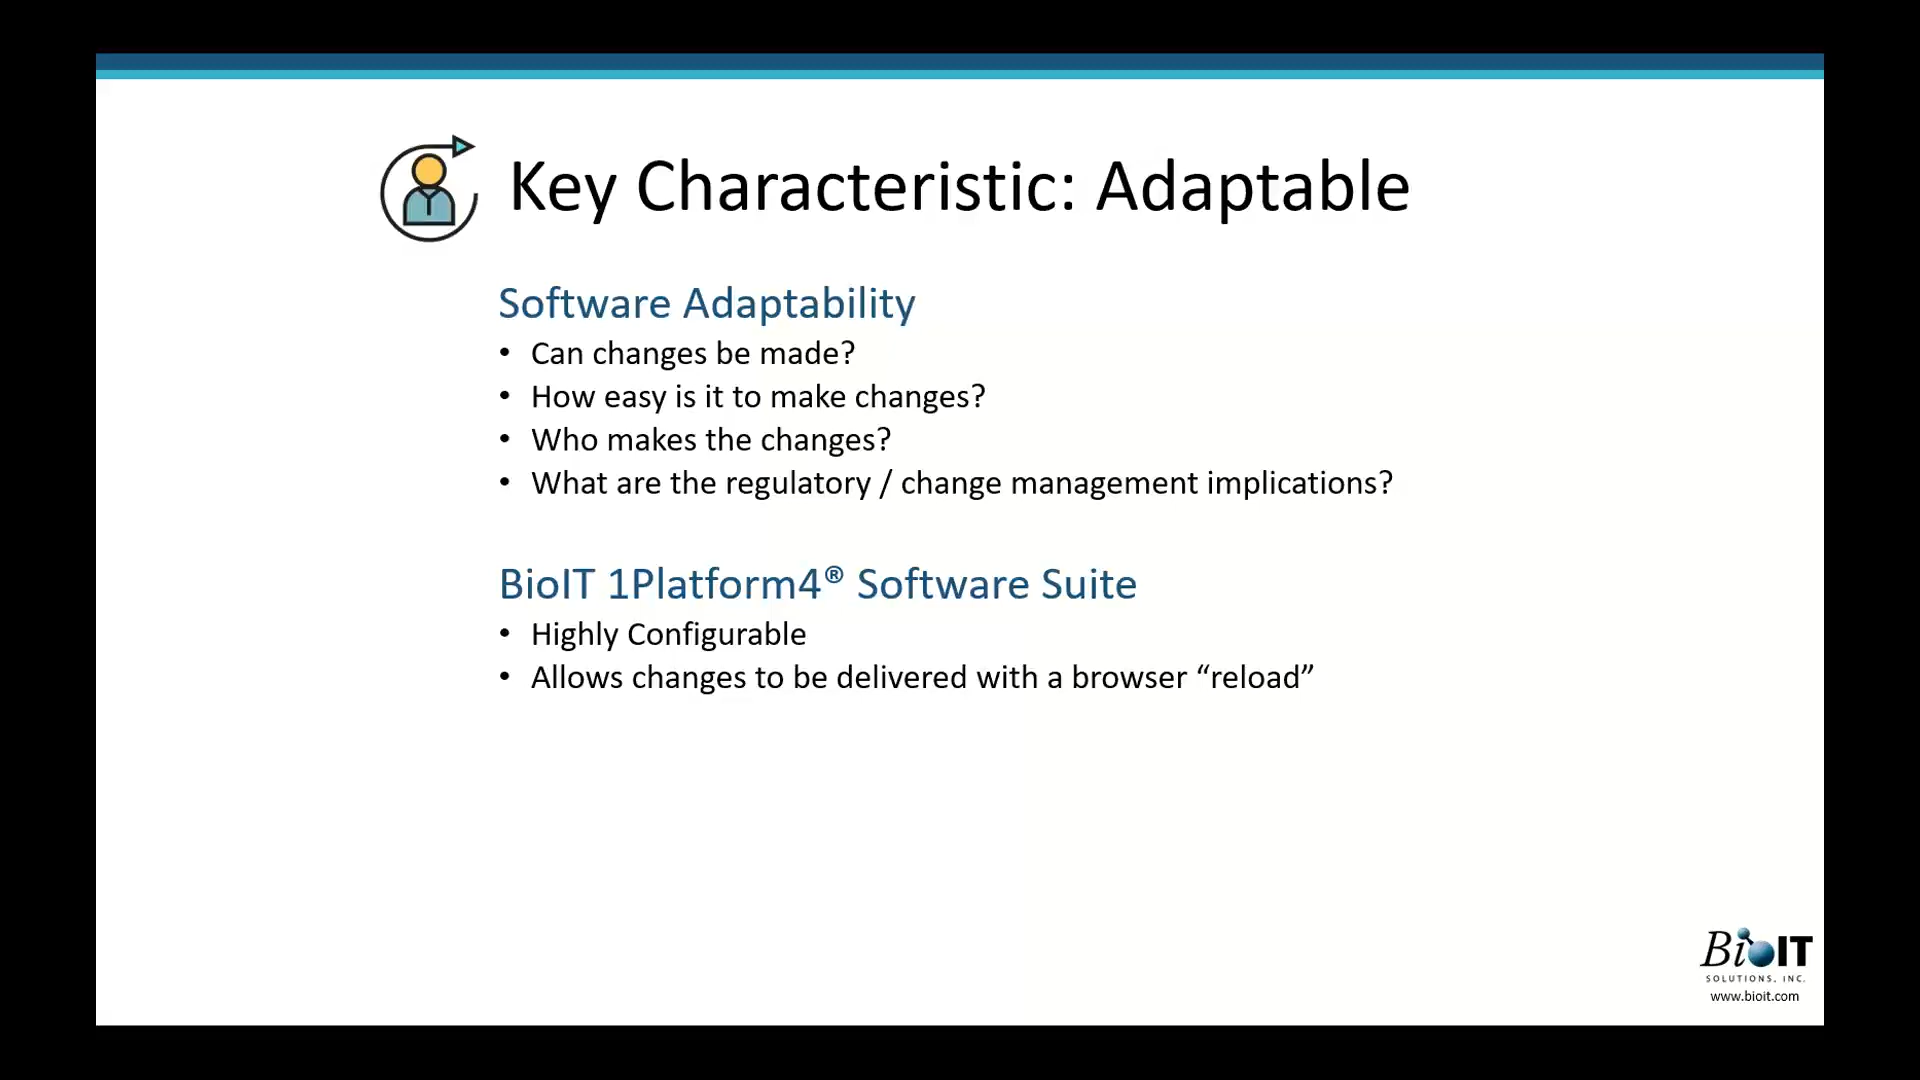 Key Characteristic: Adaptable
Software Adaptability
• Can changes be made?
• How easy is it to make changes?
• Who makes the changes?
• What are the regulatory / change management implications?
BioIT 1Platform4® Software Suite
• Highly Configurable
• Allows changes to be delivered with a browser “reload”
BioIT
SOLUTIONS, INC.
www.bioit.com